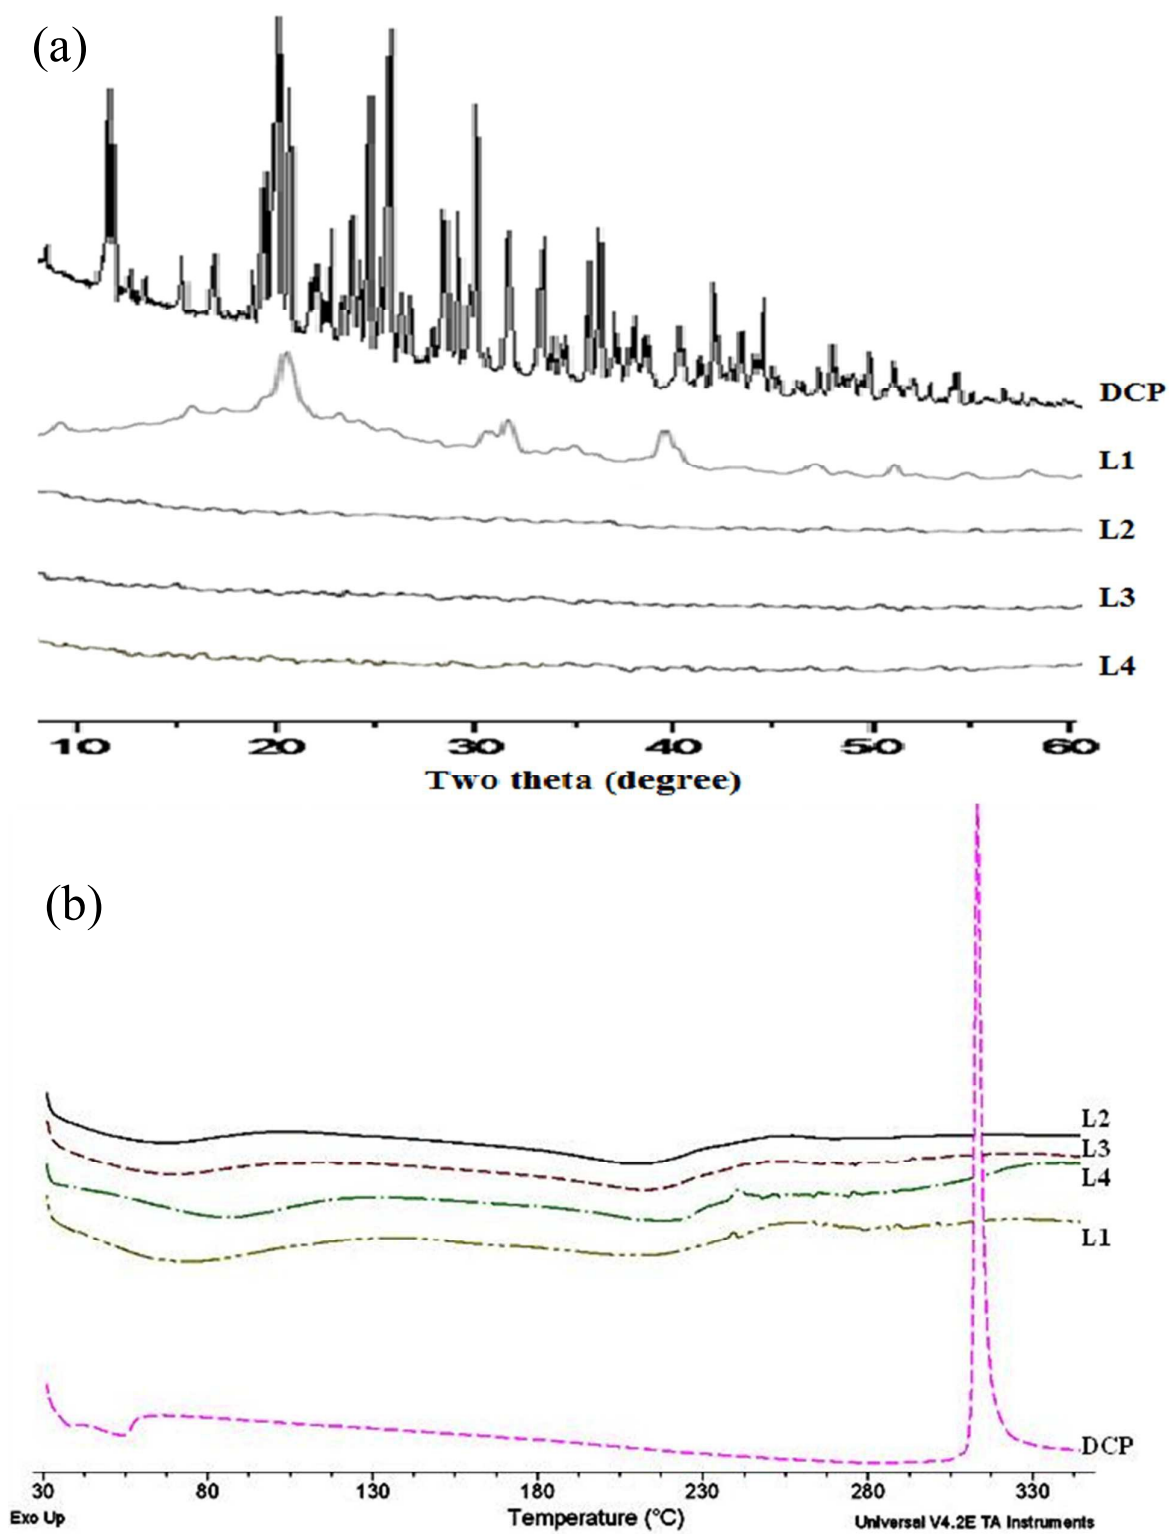 (a)
DCP
L1
L2
L3
L4
10 20 30 40 50 60
Two theta (degree)
(b)
L2
L3
L4
L1
DCP
30 80 130 180 230 280 330
Exo Up Temperature (°C) Universal V4.2E TA Instruments